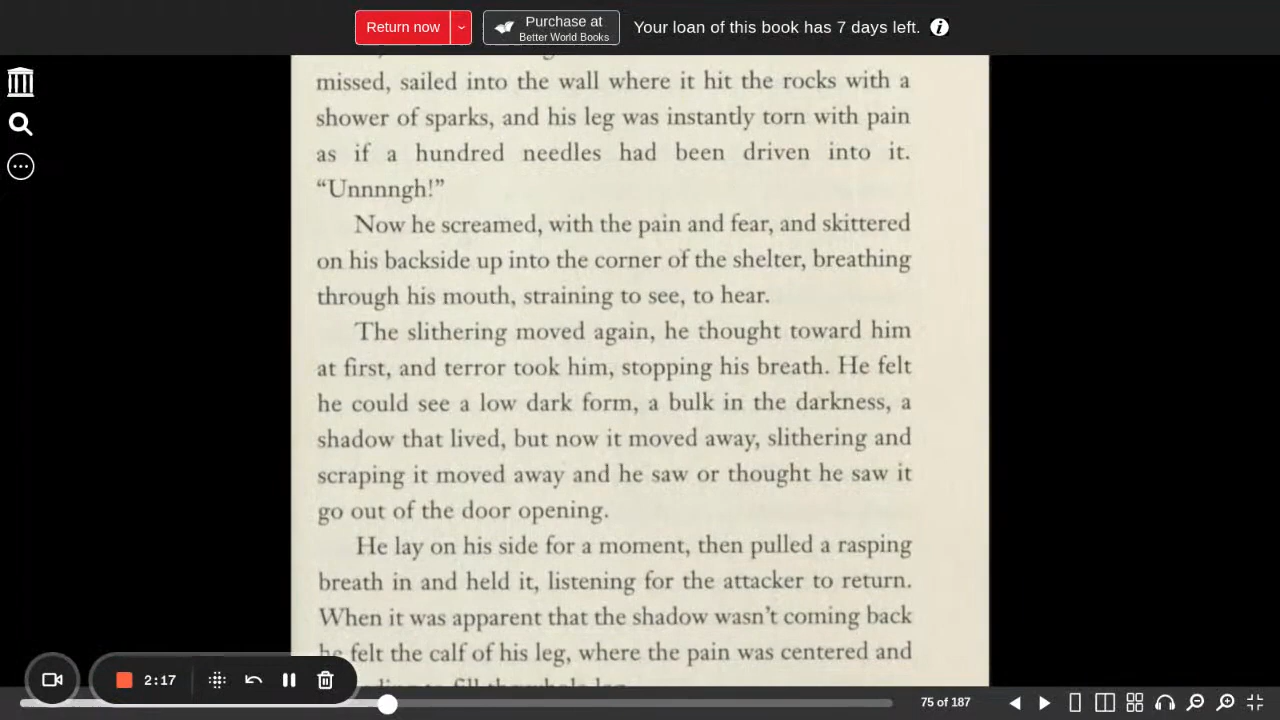 Return now
Purchase at
Better World Books
Your loan of this book has 7 days left.
missed, sailed into the wall where it hit the rocks with a
shower of sparks, and his leg was instantly torn with pain
as if a hundred needles had been driven into it.
“Unnnngh!”
Now he screamed, with the pain and fear, and skittered
on his backside up into the corner of the shelter, breathing
through his mouth, straining to see, to hear.
The slithering moved again, he thought toward him
at first, and terror took him, stopping his breath. He felt
he could see a low dark form, a bulk in the darkness, a
shadow that lived, but now it moved away, slithering and
scraping it moved away and he saw or thought he saw it
go out of the door opening.
He lay on his side for a moment, then pulled a rasping
breath in and held it, listening for the attacker to return.
When it was apparent that the shadow wasn’t coming back
he felt the calf of his leg, where the pain was centered and
2:17
75 of 187